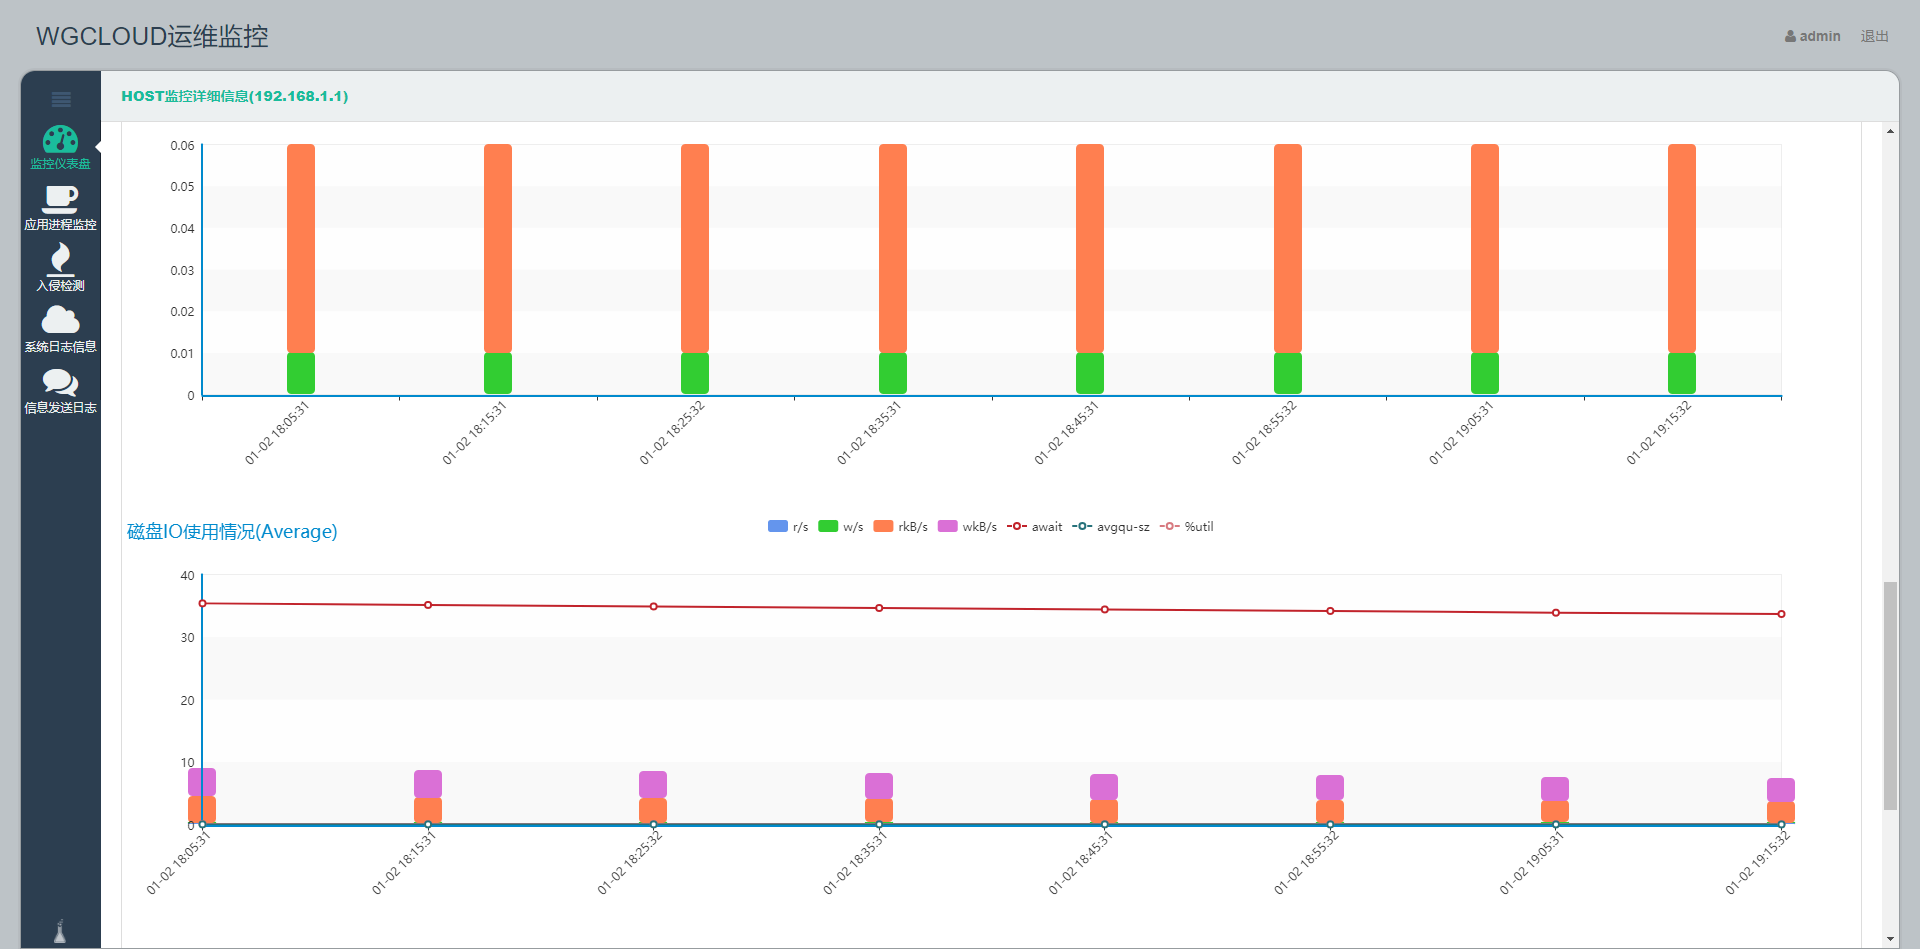 WGCLOUD运维监控
admin 退出
HOST监控详细信息(192.168.1.1)
监控仪表盘
应用进程监控
入侵检测
系统日志信息
信息发送日志
0.06
0.05
0.04
0.03
0.02
0.01
0
01-02 18:05:31
01-02 18:15:31
01-02 18:25:32
01-02 18:35:31
01-02 18:45:31
01-02 18:55:32
01-02 19:05:31
01-02 19:15:32
磁盘IO使用情况(Average)
r/s w/s rkB/s wkB/s await avgqu-sz %util
40
30
20
10
0
01-02 18:05:31
01-02 18:15:31
01-02 18:25:32
01-02 18:35:31
01-02 18:45:31
01-02 18:55:32
01-02 19:05:31
01-02 19:15:32